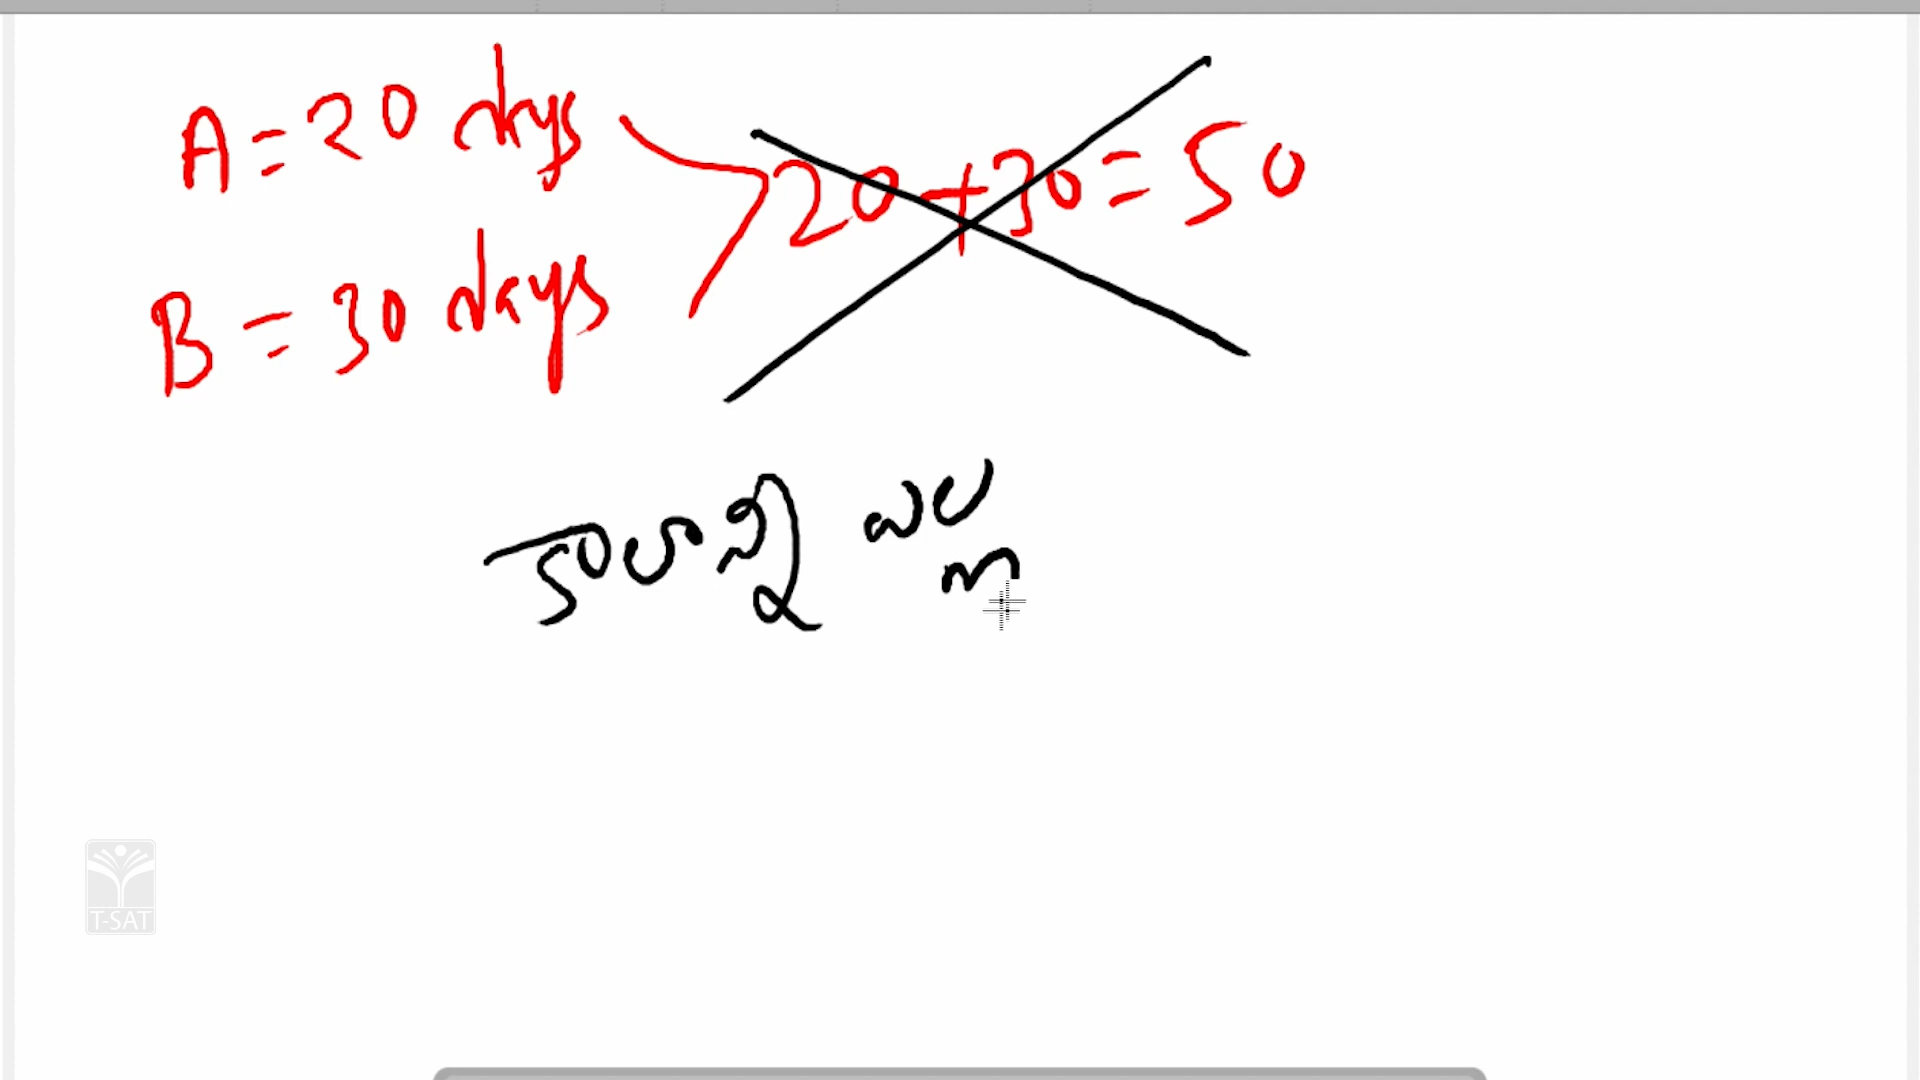 A = 20 days
20 + 30 = 50
B = 30 days
కాలాన్ని
T-SAT